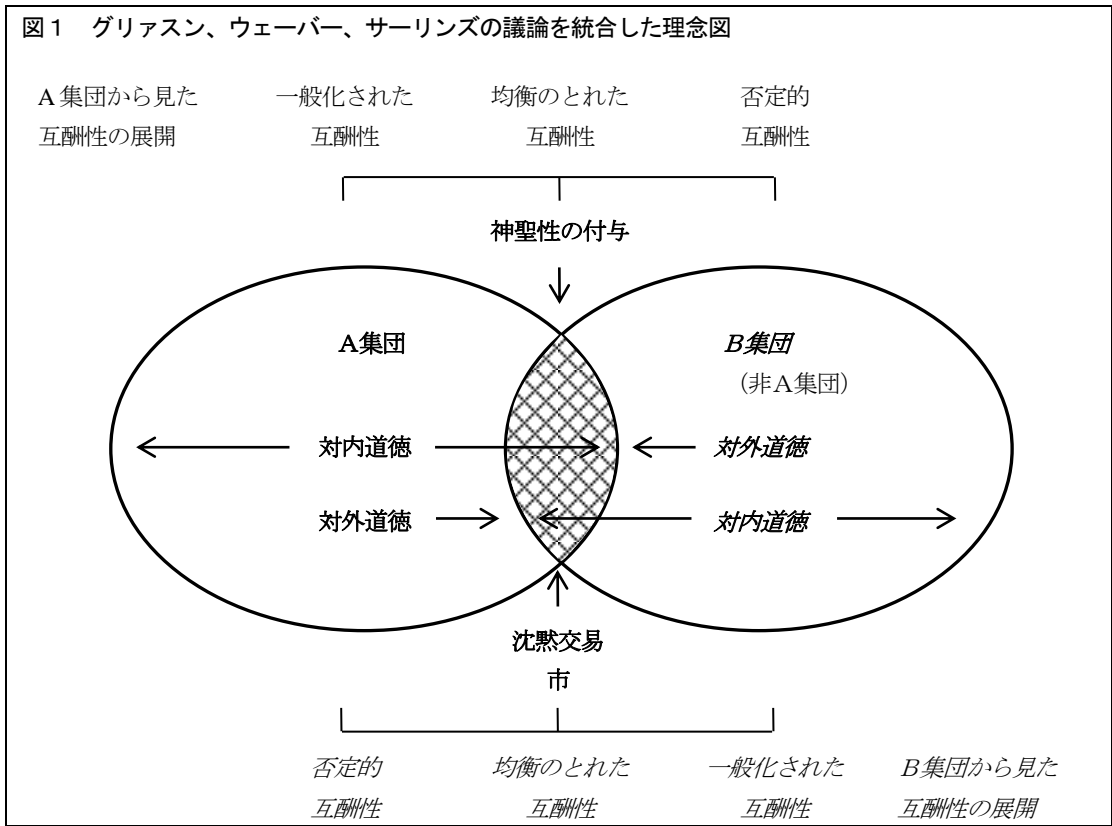 図1　グリァスン、ウェーバー、サーリンズの議論を統合した理念図
A集団から見た　一般化された　均衡のとれた　否定的
互酬性の展開　互酬性　互酬性　互酬性
神聖性の付与
A集団　B集団
（非A集団）
対内道徳　対外道徳
対外道徳　対内道徳
沈黙交易
市
否定的　均衡のとれた　一般化された　B集団から見た
互酬性　互酬性　互酬性　互酬性の展開